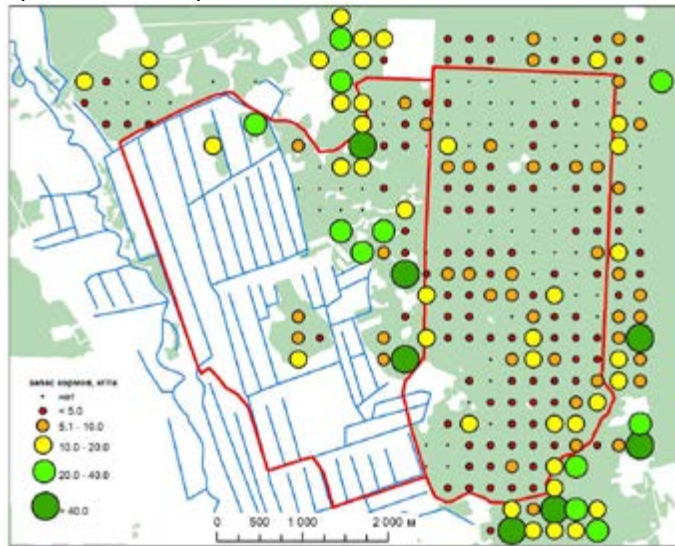 запас кормов, кг/га
нет
< 5.0
5.1 - 10.0
10.0 - 20.0
20.0 - 40.0
> 40.0
0 500 1 000 2 000 м